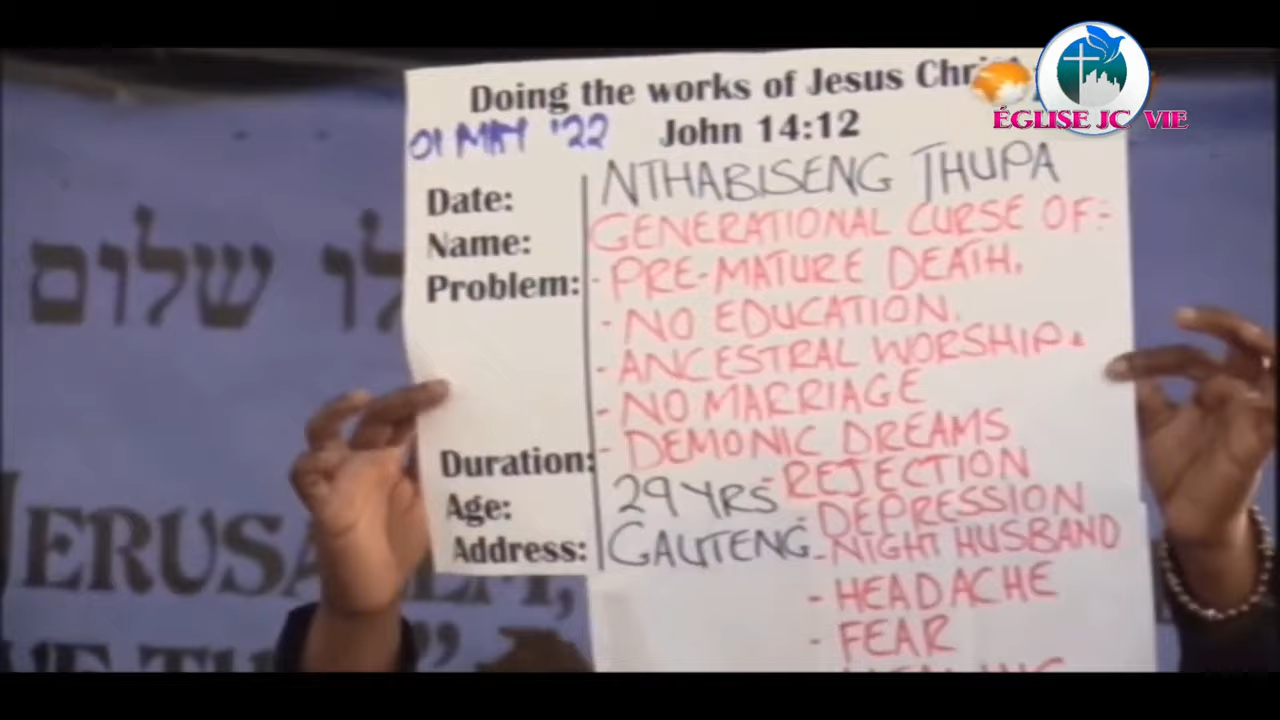 Doing the works of Jesus
John 14:12
01 MAY '22
Date:
NTHABISENG THUPA
Name:
GENERATIONAL CURSE OF:-
Problem:
- PRE-MATURE DEATH.
- NO EDUCATION.
- ANCESTRAL WORSHIP.
- NO MARRIAGE
- DEMONIC DREAMS
Duration:
- REJECTION
Age:
29 YRS
- DEPRESSION
Address:
GAUTENG
- NIGHT HUSBAND
- HEADACHE
- FEAR
ÉGLISE JC VIE
שלום